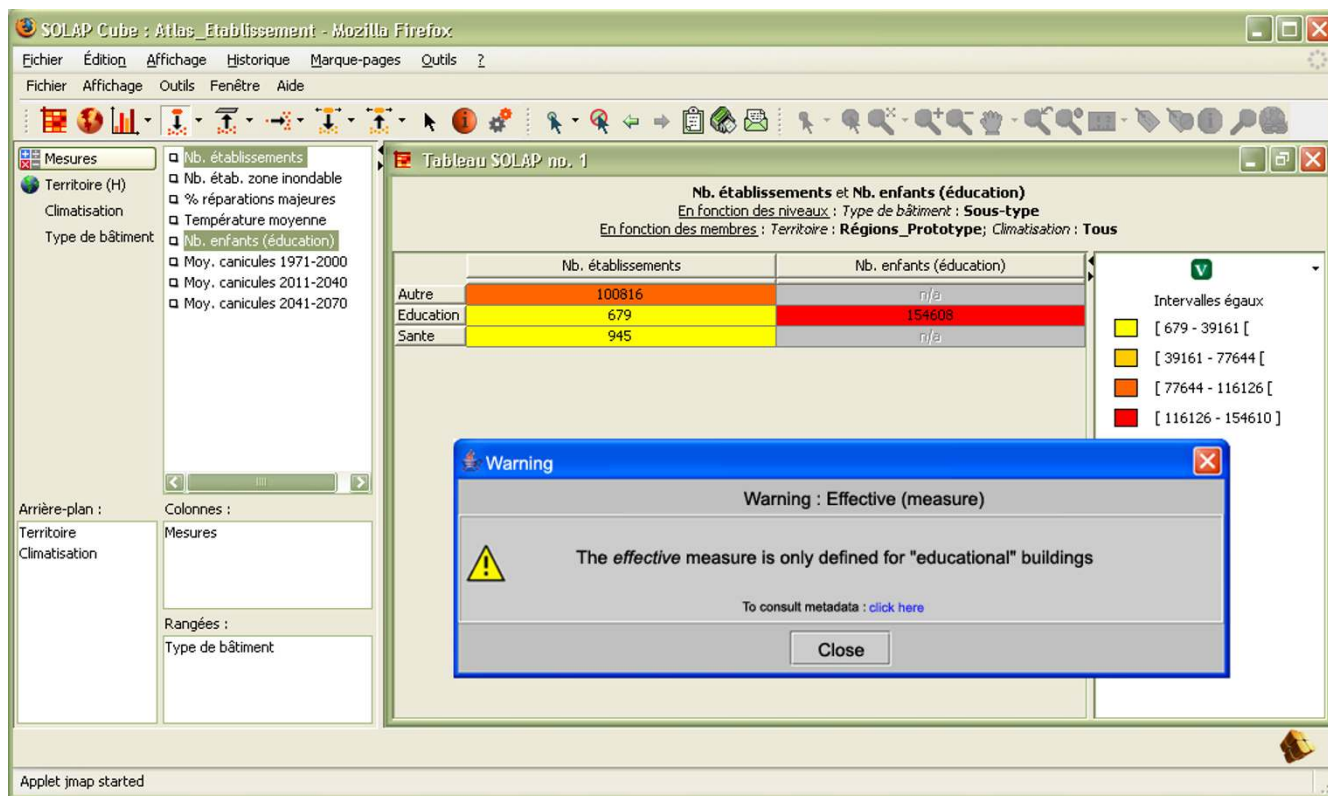 SOLAP Cube : Atlas_Etablissement - Mozilla Firefox
Fichier Édition Affichage Historique Marque-pages Outils ?
Fichier Affichage Outils Fenêtre Aide
Mesures
Territoire (H)
Climatisation
Type de bâtiment
Nb. établissements
Nb. étab. zone inondable
% réparations majeures
Température moyenne
Nb. enfants (éducation)
Moy. canicules 1971-2000
Moy. canicules 2011-2040
Moy. canicules 2041-2070
Arrière-plan :
Territoire
Climatisation
Colonnes :
Mesures
Rangées :
Type de bâtiment
Tableau SOLAP no. 1
Nb. établissements et Nb. enfants (éducation)
En fonction des niveaux : Type de bâtiment : Sous-type
En fonction des membres : Territoire : Régions_Prototype; Climatisation : Tous
Nb. établissements Nb. enfants (éducation)
Autre 100816 n/a
Education 679 154608
Sante 945 n/a
V
Intervalles égaux
[ 679 - 39161 [
[ 39161 - 77644 [
[ 77644 - 116126 [
[ 116126 - 154610 ]
Warning
Warning : Effective (measure)
The effective measure is only defined for "educational" buildings
To consult metadata : click here
Close
Applet jmap started